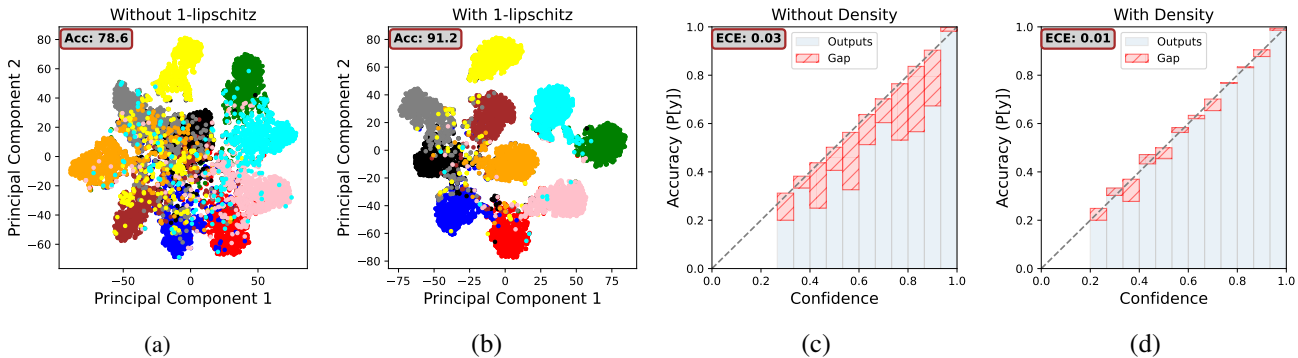 Without 1-lipschitz
Acc: 78.6
Principal Component 2
80
60
40
20
0
−20
−40
−60
−50
0
50
Principal Component 1
(a)
With 1-lipschitz
Acc: 91.2
Principal Component 2
80
60
40
20
0
−20
−40
−60
−80
−75
−50
−25
0
25
50
75
Principal Component 1
(b)
Without Density
ECE: 0.03
Outputs
Gap
Accuracy (P[y])
1.0
0.8
0.6
0.4
0.2
0.0
0.0
0.2
0.4
0.6
0.8
1.0
Confidence
(c)
With Density
ECE: 0.01
Outputs
Gap
Accuracy (P[y])
1.0
0.8
0.6
0.4
0.2
0.0
0.0
0.2
0.4
0.6
0.8
1.0
Confidence
(d)